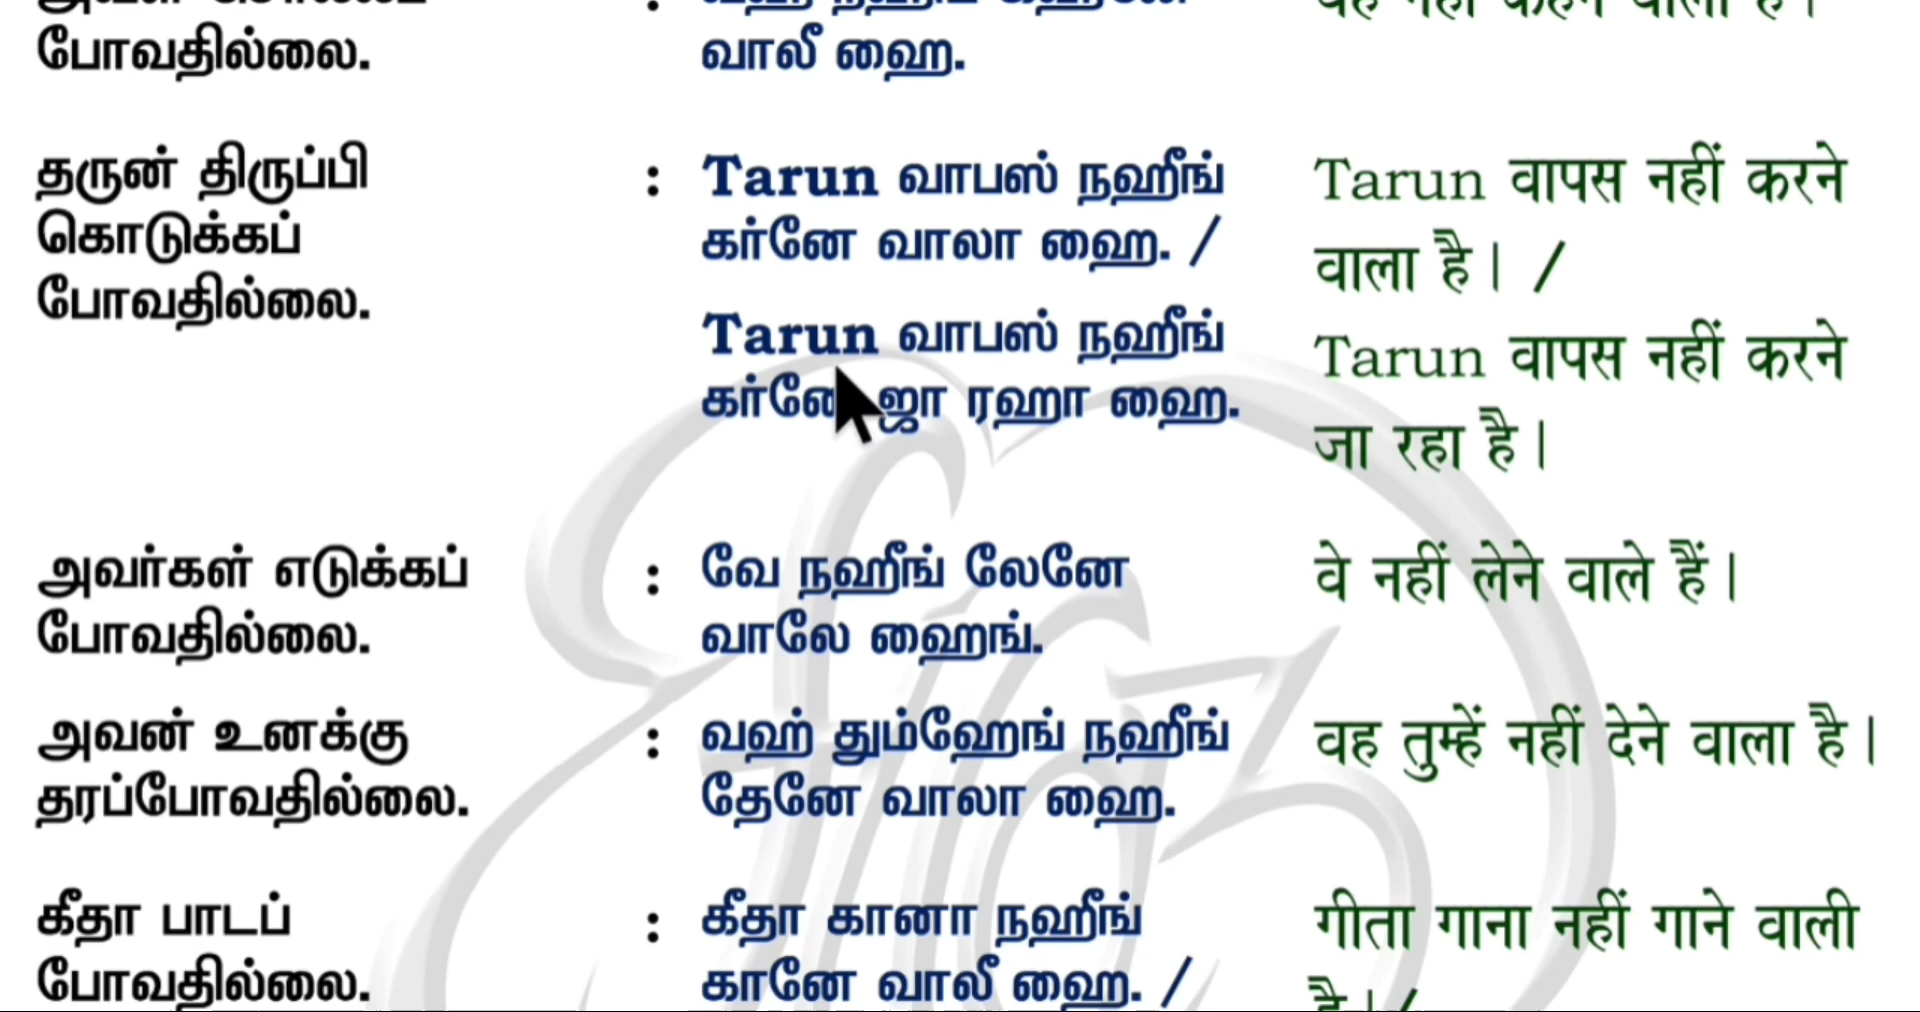 போவதில்லை.
வாலீ ஹை.
தருன் திருப்பி
கொடுக்கப்
போவதில்லை.
:
Tarun வாபஸ் நஹீங்
கர்னே வாலா ஹை. /
Tarun வாபஸ் நஹீங்
கர்னே ஜா ரஹா ஹை.
Tarun वापस नहीं करने
वाला है। /
Tarun वापस नहीं करने
जा रहा है।
அவர்கள் எடுக்கப்
போவதில்லை.
:
வே நஹீங் லேனே
வாலே ஹைங்.
वे नहीं लेने वाले हैं।
அவன் உனக்கு
தரப்போவதில்லை.
:
வஹ் தும்ஹேங் நஹீங்
தேனே வாலா ஹை.
वह तुम्हें नहीं देने वाला है।
கீதா பாடப்
போவதில்லை.
:
கீதா கானா நஹீங்
கானே வாலீ ஹை. /
गीता गाना नहीं गाने वाली
है। /